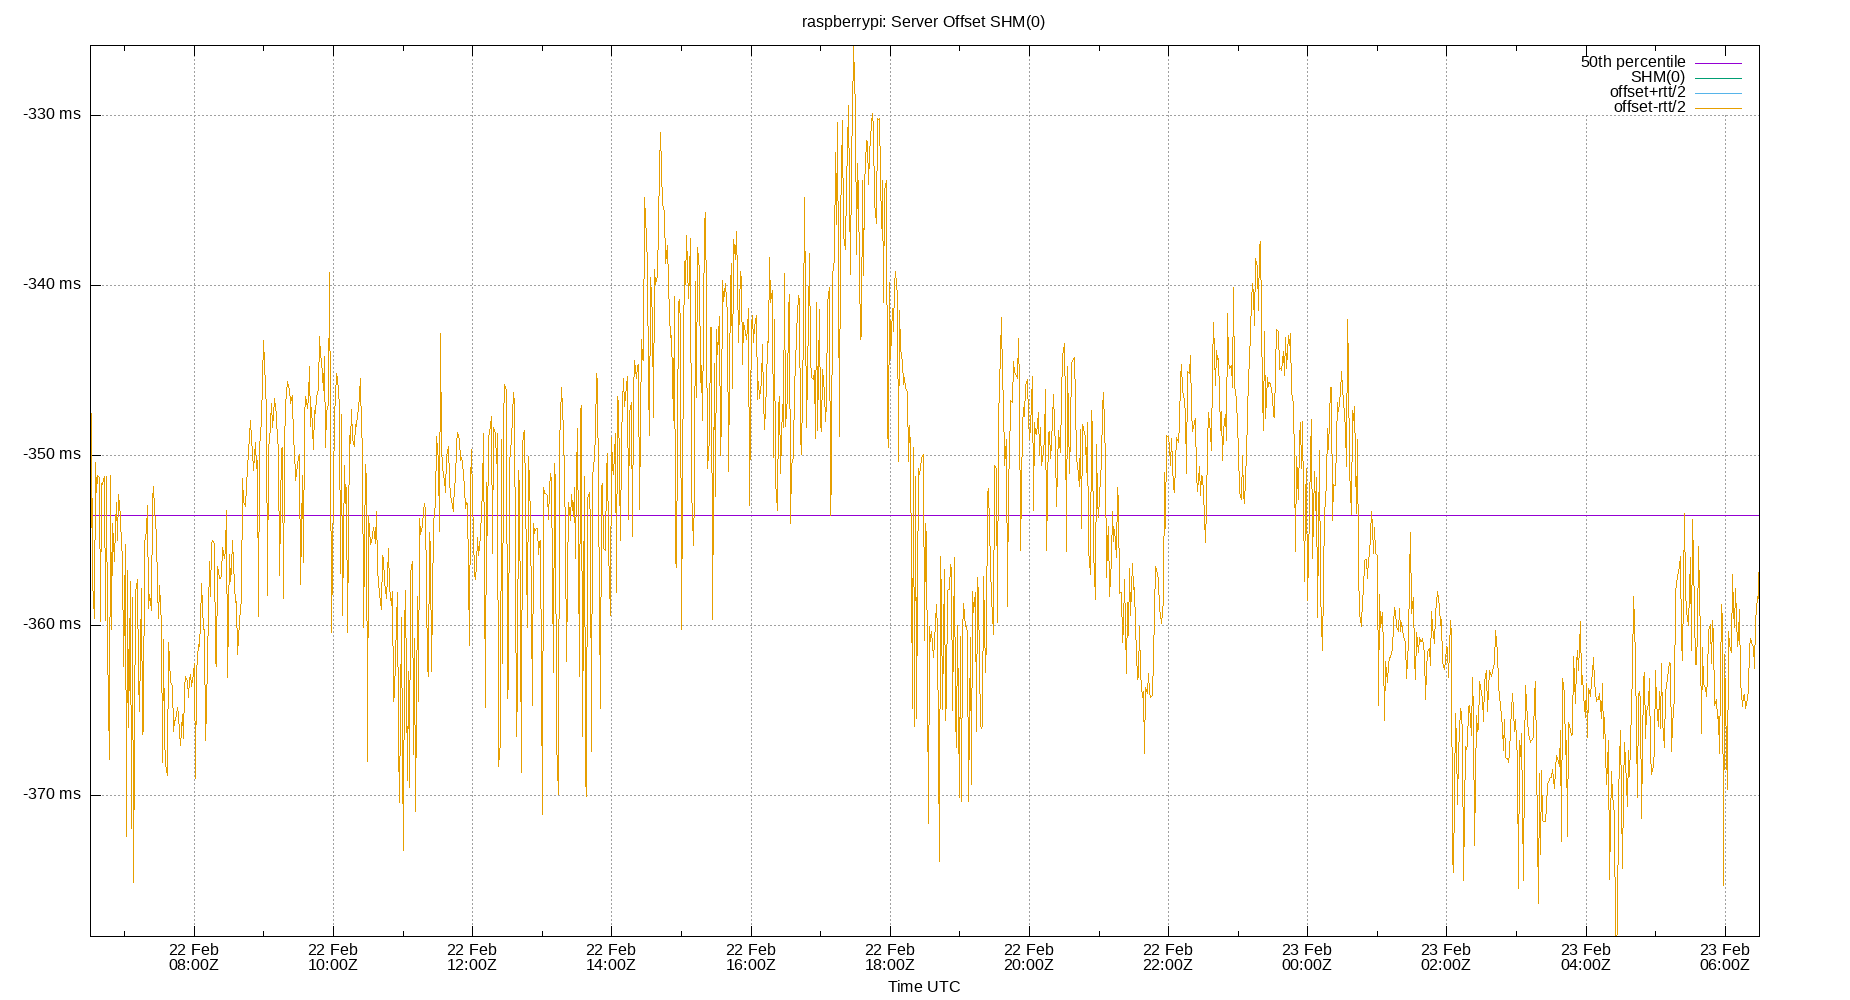 raspberrypi: Server Offset SHM(0)
50th percentile
SHM(0)
offset+rtt/2
offset-rtt/2
-330 ms
-340 ms
-350 ms
-360 ms
-370 ms
22 Feb 22 Feb 22 Feb 22 Feb 22 Feb 22 Feb 22 Feb 22 Feb 23 Feb 23 Feb 23 Feb 23 Feb
08:00Z 10:00Z 12:00Z 14:00Z 16:00Z 18:00Z 20:00Z 22:00Z 00:00Z 02:00Z 04:00Z 06:00Z
Time UTC